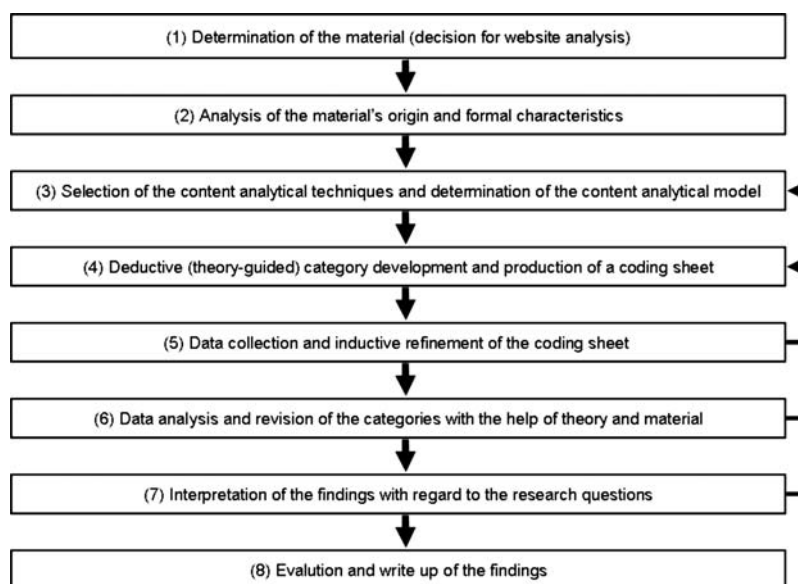 (1) Determination of the material (decision for website analysis)
(2) Analysis of the material's origin and formal characteristics
(3) Selection of the content analytical techniques and determination of the content analytical model
(4) Deductive (theory-guided) category development and production of a coding sheet
(5) Data collection and inductive refinement of the coding sheet
(6) Data analysis and revision of the categories with the help of theory and material
(7) Interpretation of the findings with regard to the research questions
(8) Evalution and write up of the findings